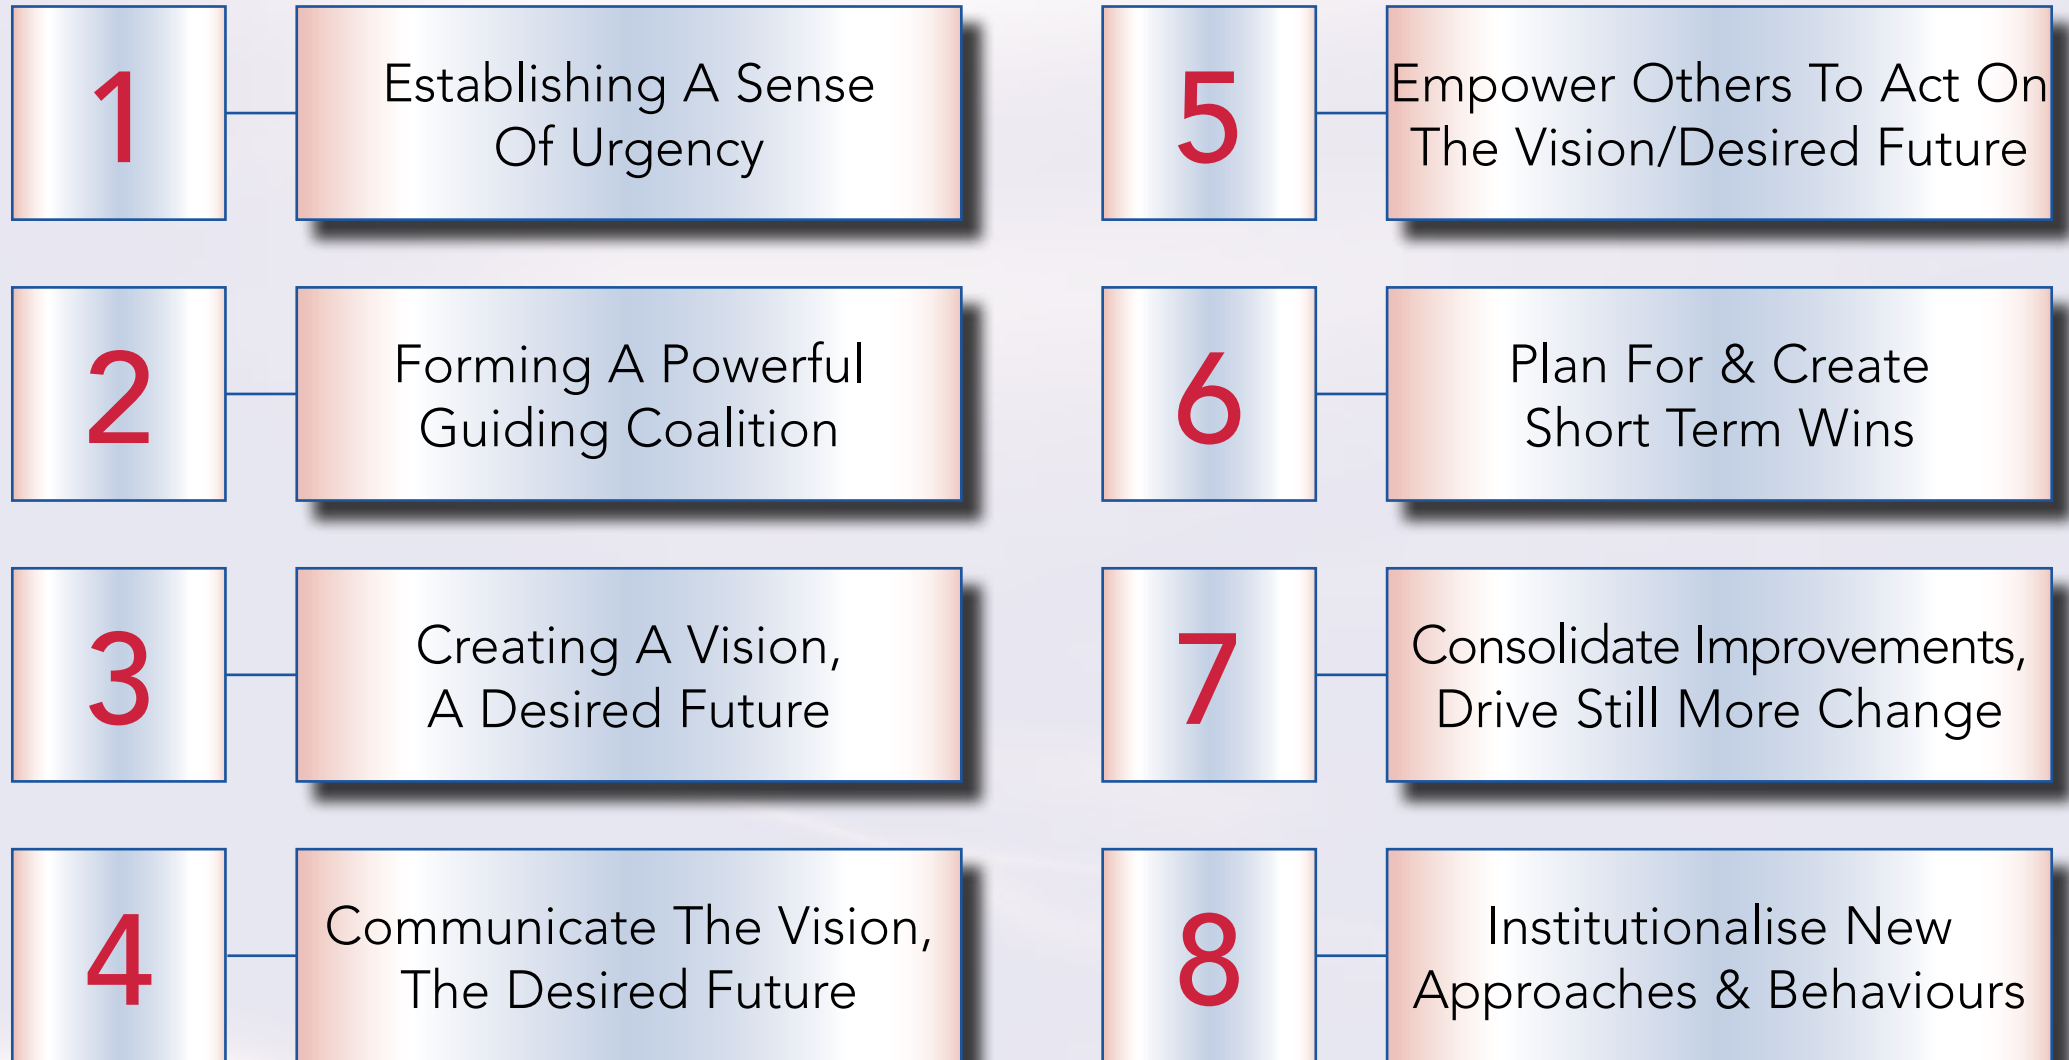 1
Establishing A Sense
Of Urgency
2
Forming A Powerful
Guiding Coalition
3
Creating A Vision,
A Desired Future
4
Communicate The Vision,
The Desired Future
5
Empower Others To Act On
The Vision/Desired Future
6
Plan For & Create
Short Term Wins
7
Consolidate Improvements,
Drive Still More Change
8
Institutionalise New
Approaches & Behaviours